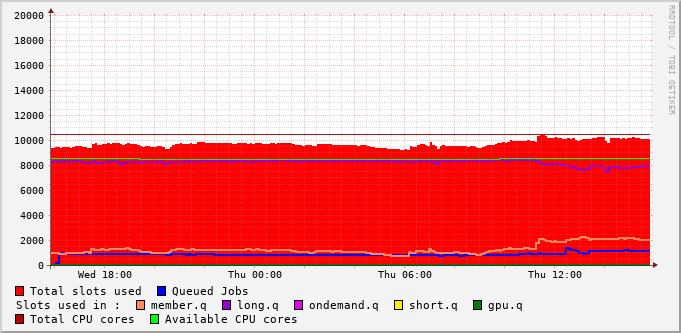 20000
18000
16000
14000
12000
10000
8000
6000
4000
2000
0
Wed 18:00 Thu 00:00 Thu 06:00 Thu 12:00
RRDTOOL / TOBI OETIKER
Total slots used Queued Jobs
Slots used in : member.q long.q ondemand.q short.q gpu.q
Total CPU cores Available CPU cores